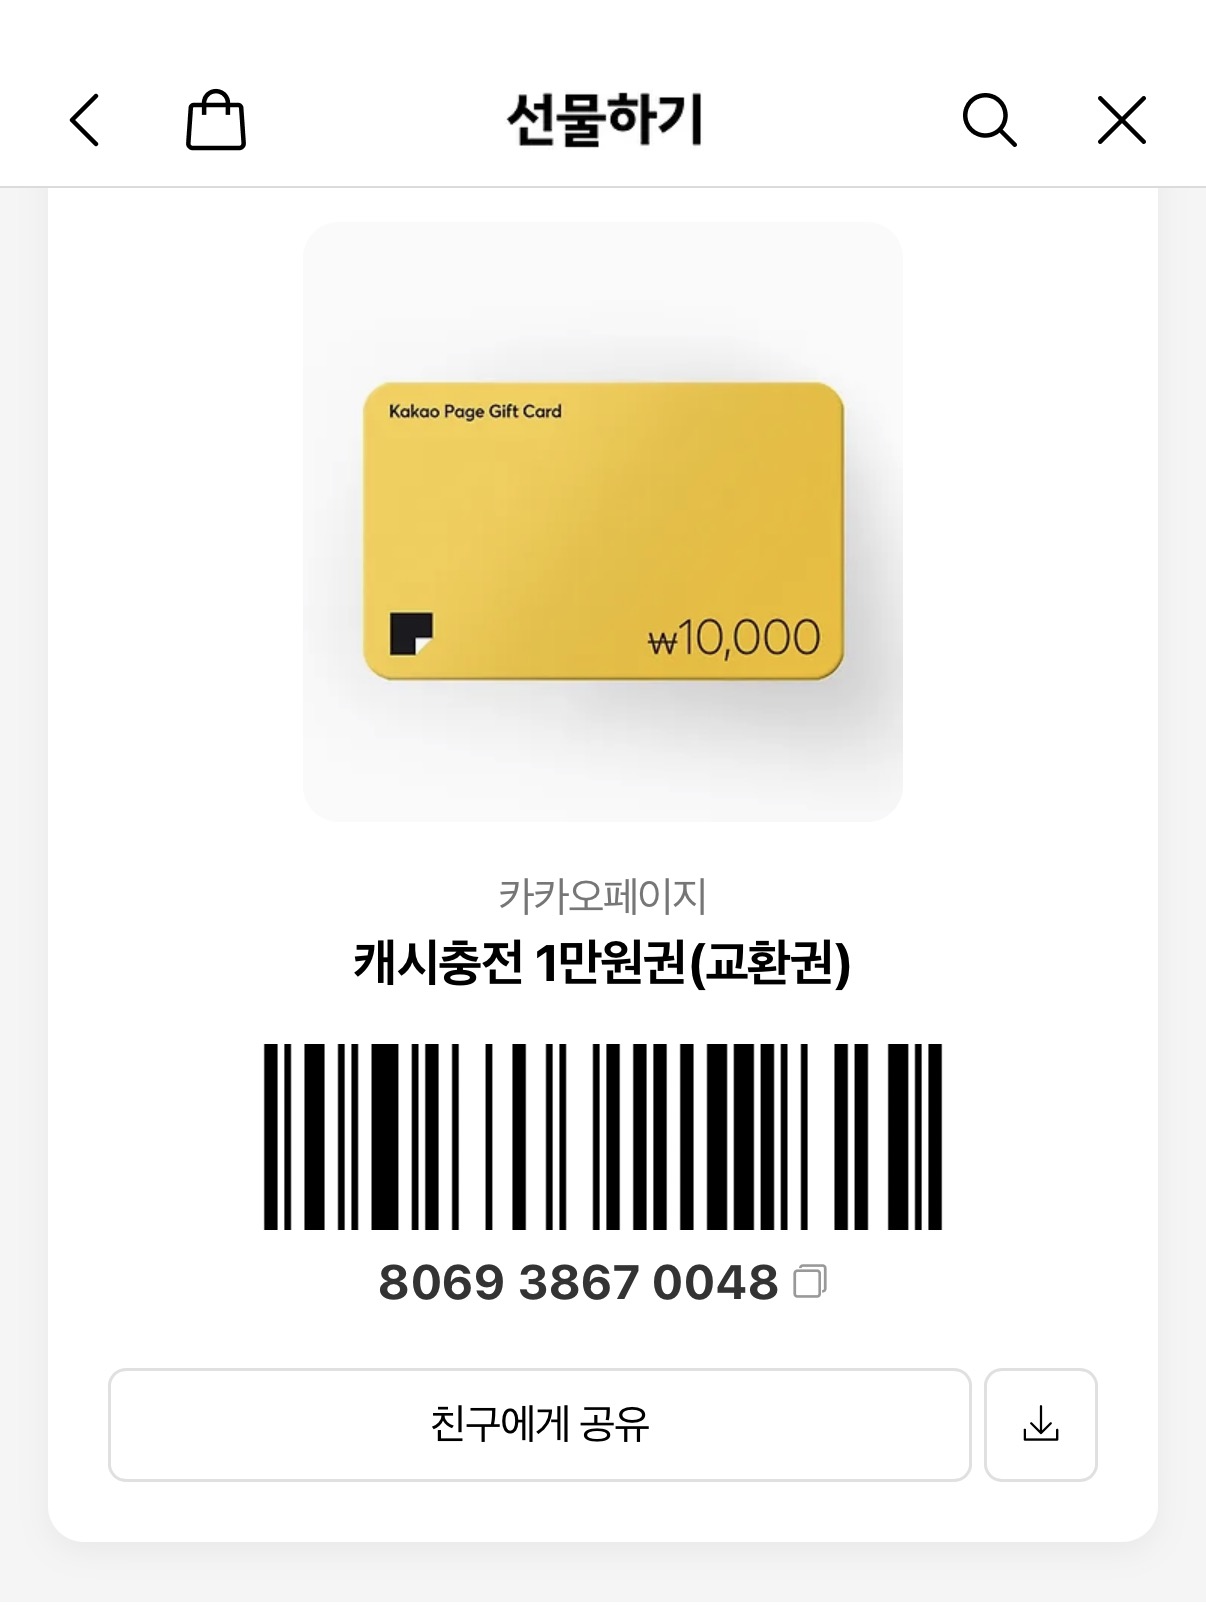 선물하기
Kakao Page Gift Card
₩10,000
카카오페이지
캐시충전 1만원권(교환권)
8069 3867 0048
친구에게 공유